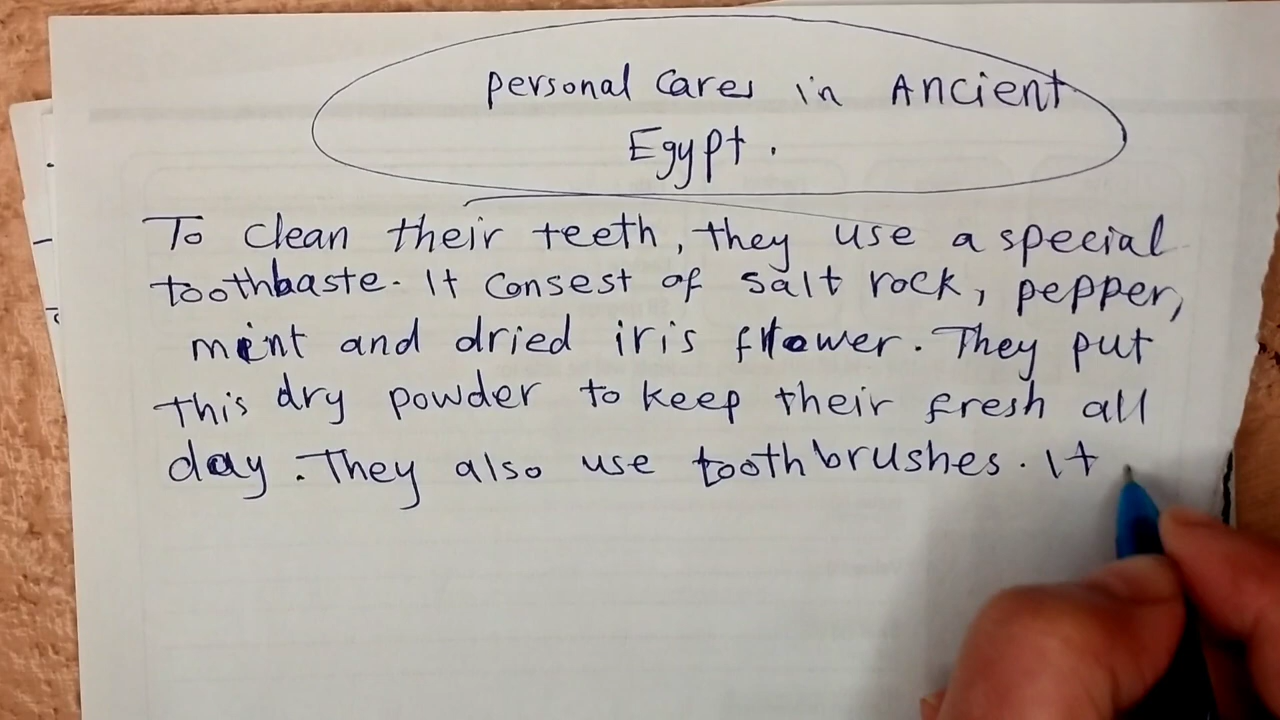 personal cares in Ancient
Egypt.
To clean their teeth, they use a special
toothbaste. It consest of salt rock, pepper,
mint and dried iris flower. They put
this dry powder to keep their fresh all
day. They also use toothbrushes. It